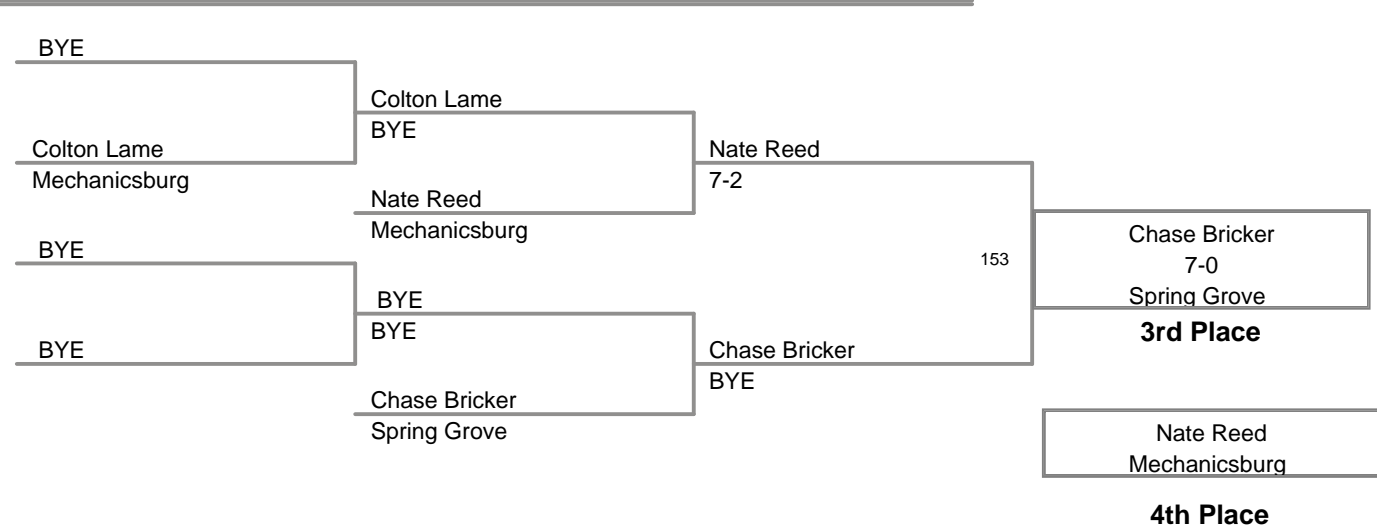 BYE
Colton Lame
BYE
Colton Lame
Mechanicsburg
Nate Reed
7-2
Nate Reed
Mechanicsburg
BYE
153
Chase Bricker
7-0
Spring Grove
3rd Place
BYE
BYE
BYE
Chase Bricker
BYE
Chase Bricker
Spring Grove
Nate Reed
Mechanicsburg
4th Place